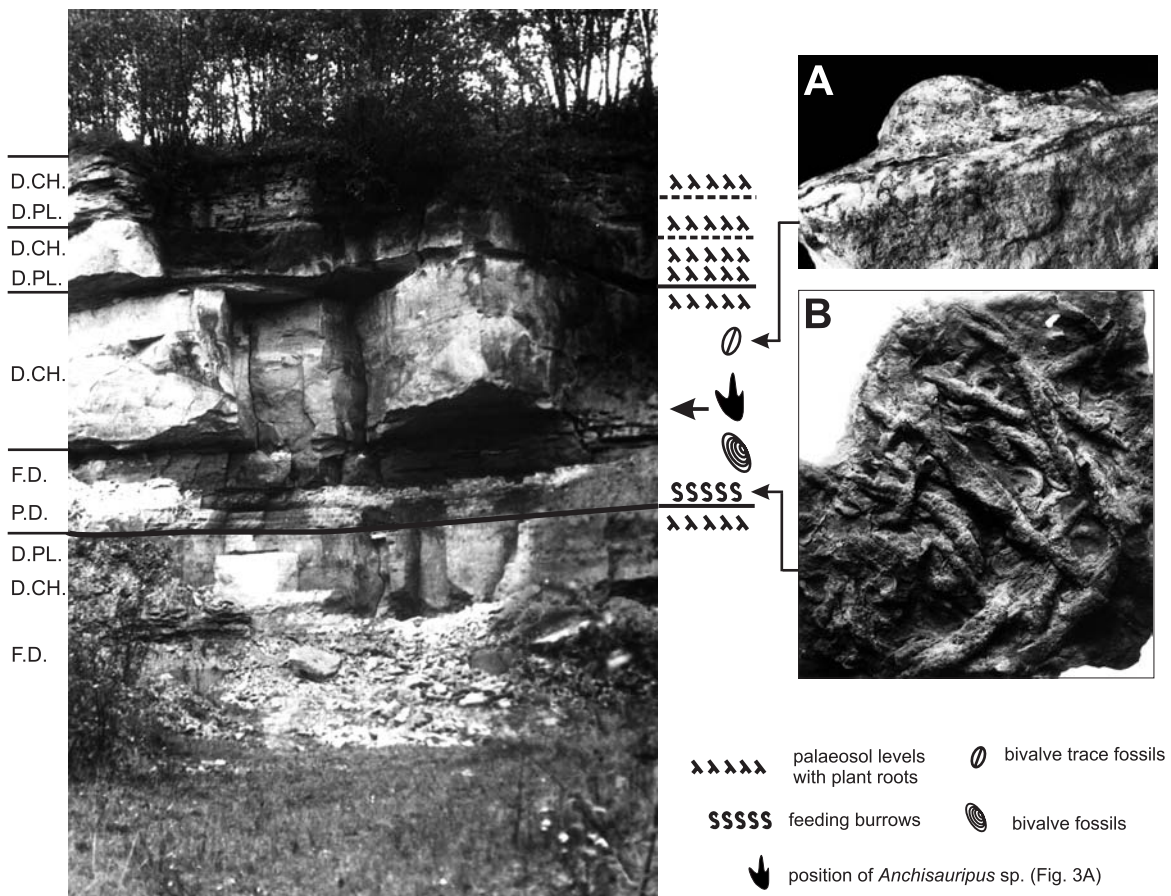 D.CH.
D.PL.
D.CH.
D.PL.
D.CH.
F.D.
P.D.
D.PL.
D.CH.
F.D.
A
B
palaeosol levels
with plant roots
feeding burrows
position of Anchisauripus sp. (Fig. 3A)
bivalve trace fossils
bivalve fossils